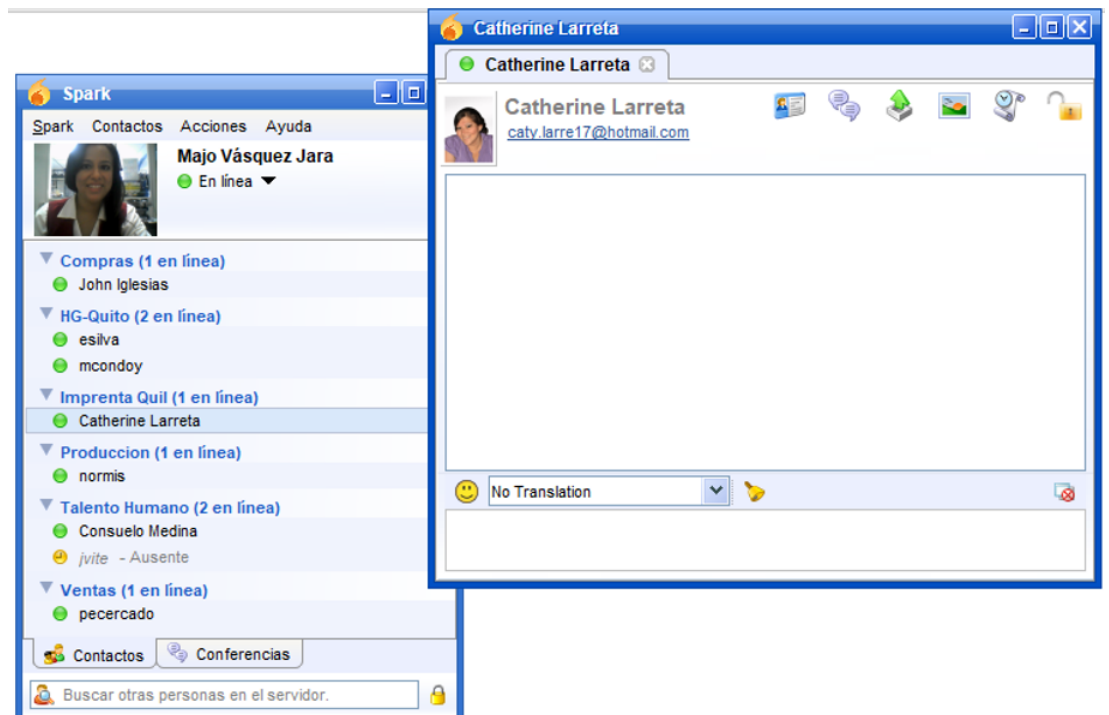 Spark
Spark Contactos Acciones Ayuda
Majo Vásquez Jara
En línea
Compras (1 en línea)
John Iglesias
HG-Quito (2 en línea)
esilva
mcondoy
Imprenta Quil (1 en línea)
Catherine Larreta
Produccion (1 en línea)
normis
Talento Humano (2 en línea)
Consuelo Medina
jvite - Ausente
Ventas (1 en línea)
pecercado
Contactos Conferencias
Buscar otras personas en el servidor.
Catherine Larreta
Catherine Larreta
Catherine Larreta
caty.larre17@hotmail.com
No Translation